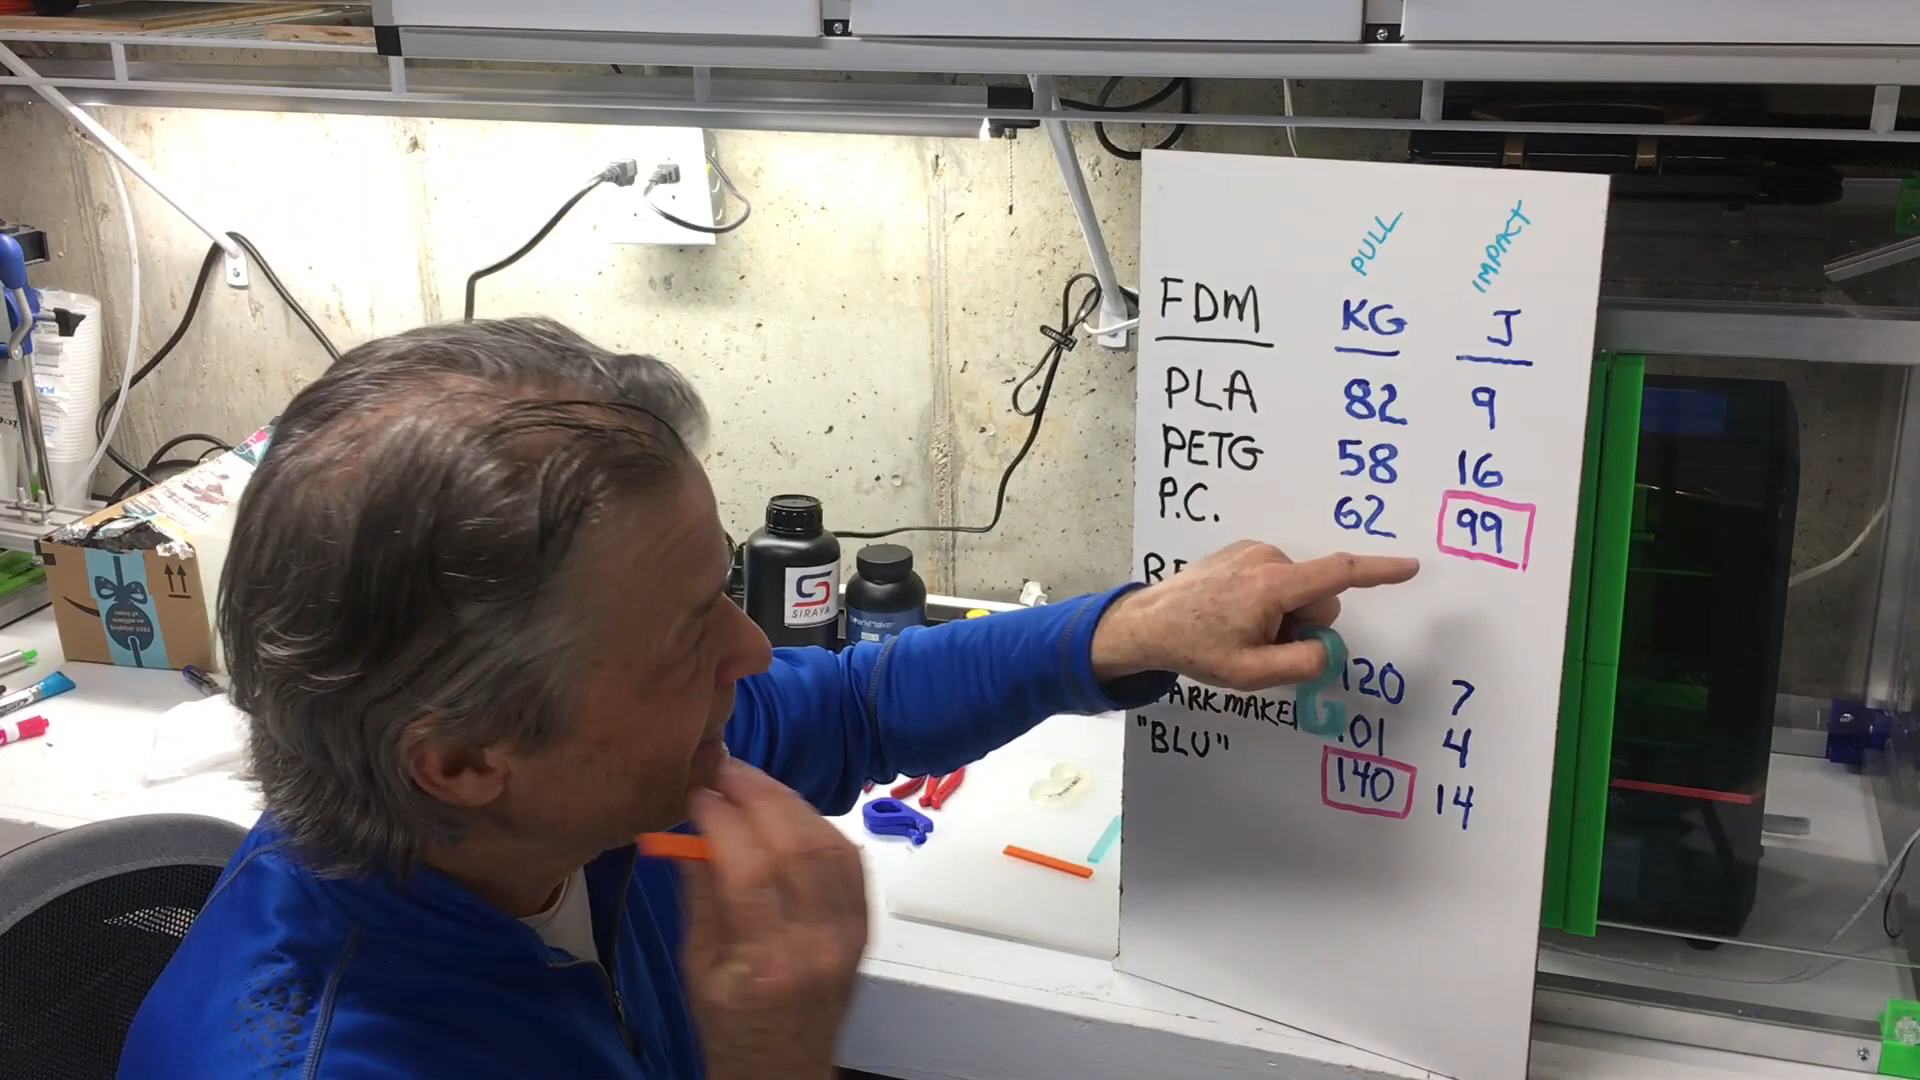 PULL IMPACT
FDM KG J
PLA 82 9
PETG 58 16
P.C. 62 99
120 7
ARKMAKE
.01 4
"BLU"
140 14
SIRAYA